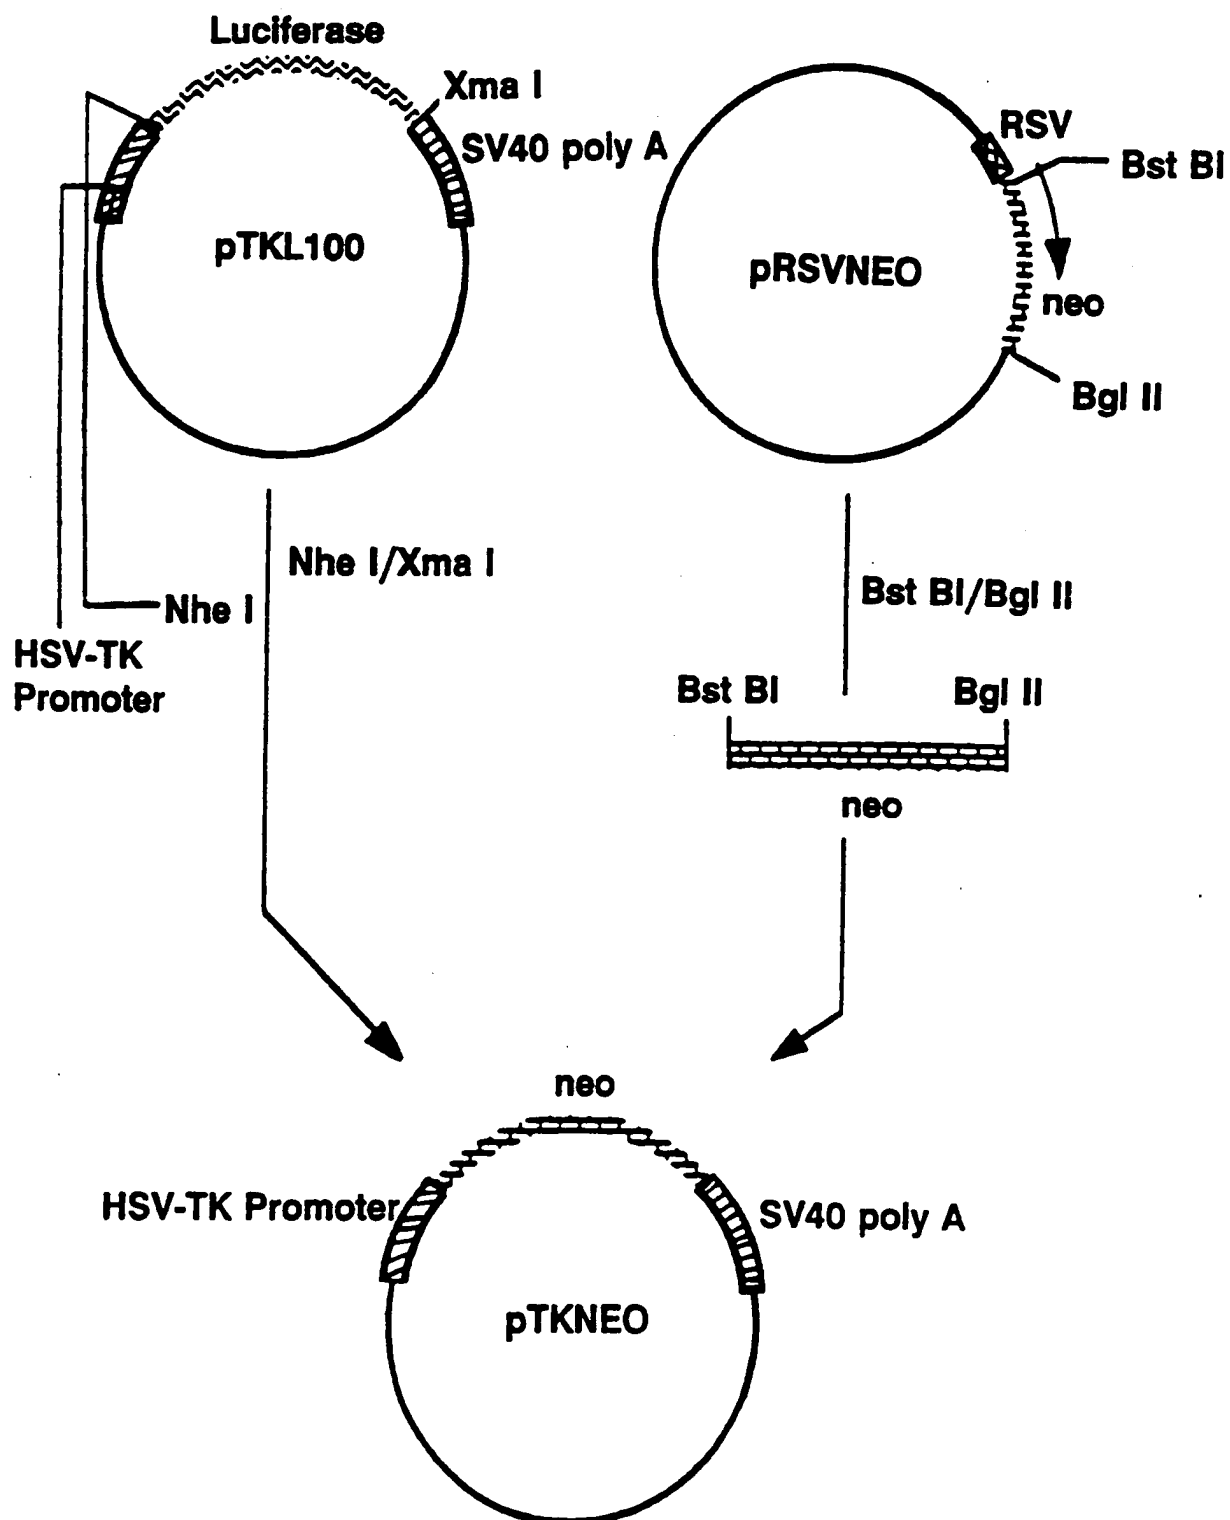 Luciferase
Xma I
SV40 poly A
pTKL100
Nhe I
HSV-TK
Promoter
Nhe I/Xma I
RSV
Bst BI
pRSVNEO
neo
Bgl II
Bst BI/Bgl II
Bst BI
Bgl II
neo
neo
HSV-TK Promoter
SV40 poly A
pTKNEO